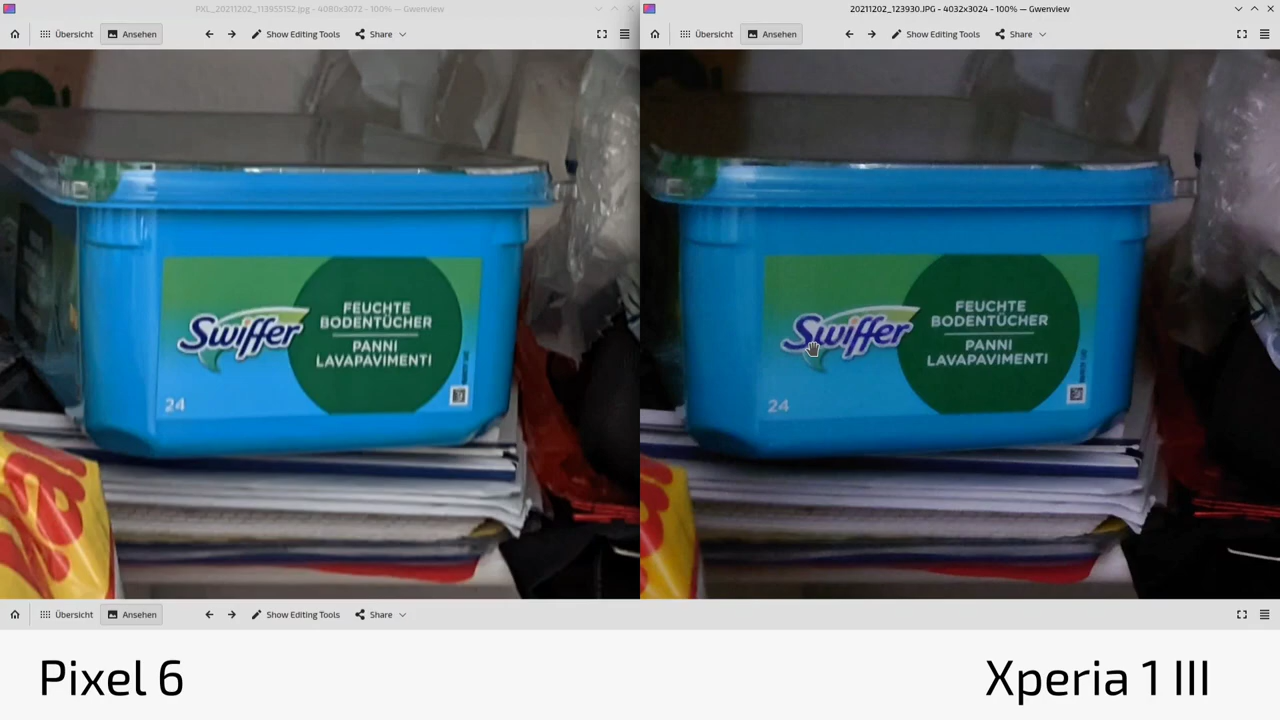 PXL_20211202_113953152.jpg - 4080x3072 - 100% — Gwenview
20211202_123930.JPG - 4032x3024 - 100% — Gwenview
Übersicht Ansehen Show Editing Tools Share
Übersicht Ansehen Show Editing Tools Share
Swiffer
FEUCHTE
BODENTÜCHER
PANNI
LAVAPAVIMENTI
24
Swiffer
FEUCHTE
BODENTÜCHER
PANNI
LAVAPAVIMENTI
24
Übersicht Ansehen Show Editing Tools Share
Pixel 6
Xperia 1 III